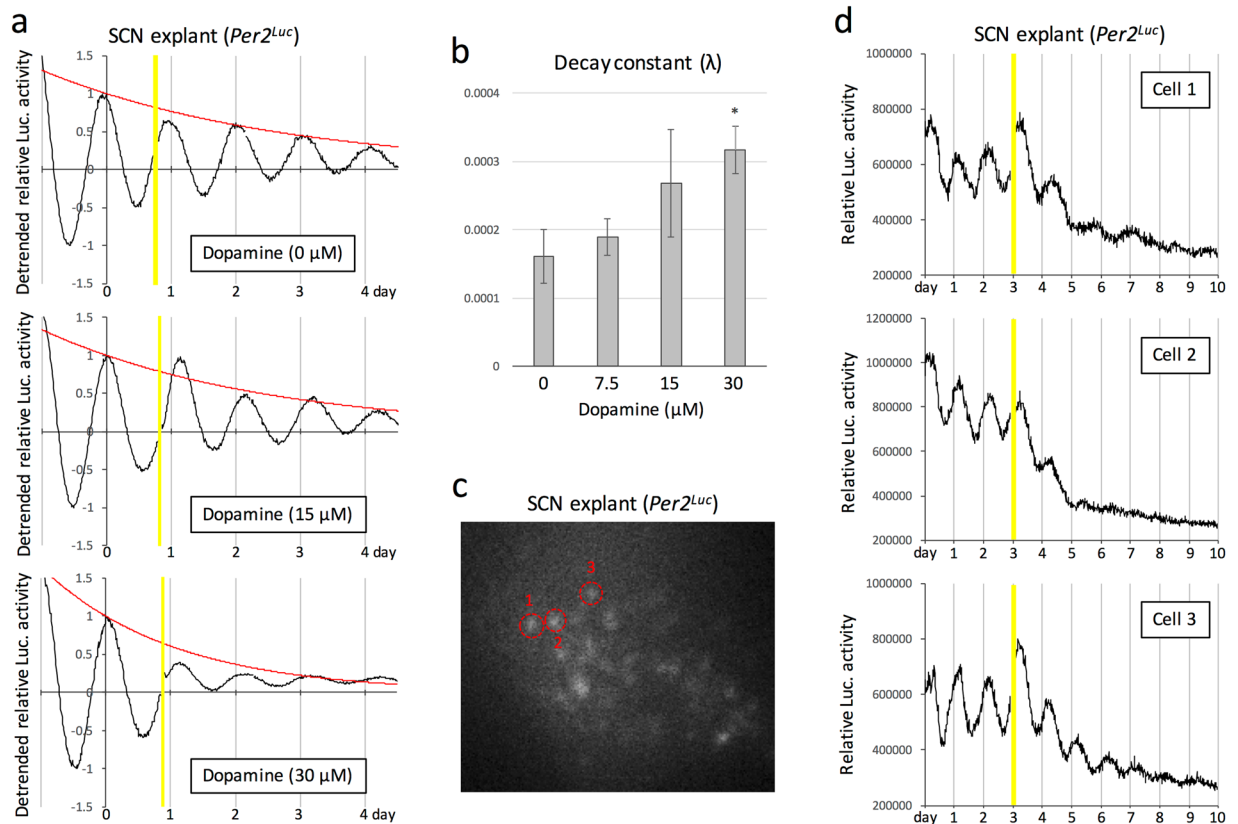 a
SCN explant (Per2Luc)
Detrended relative Luc. activity
1.5
1
0.5
0
-0.5
-1
-1.5
Dopamine (0 µM)
0
1
2
3
4 day
Detrended relative Luc. activity
1.5
1
0.5
0
-0.5
-1
-1.5
Dopamine (15 µM)
0
1
2
3
4 day
Detrended relative Luc. activity
1.5
1
0.5
0
-0.5
-1
-1.5
Dopamine (30 µM)
0
1
2
3
4 day
b
Decay constant (λ)
0.0004
0.0003
0.0002
0.0001
0
*
0
7.5
15
30
Dopamine (µM)
c
SCN explant (Per2Luc)
1
2
3
d
SCN explant (Per2Luc)
Relative Luc. activity
1000000
800000
600000
400000
200000
Cell 1
day 1 2 3 4 5 6 7 8 9 10
Relative Luc. activity
1200000
1000000
800000
600000
400000
200000
Cell 2
day 1 2 3 4 5 6 7 8 9 10
Relative Luc. activity
1000000
800000
600000
400000
200000
Cell 3
day 1 2 3 4 5 6 7 8 9 10